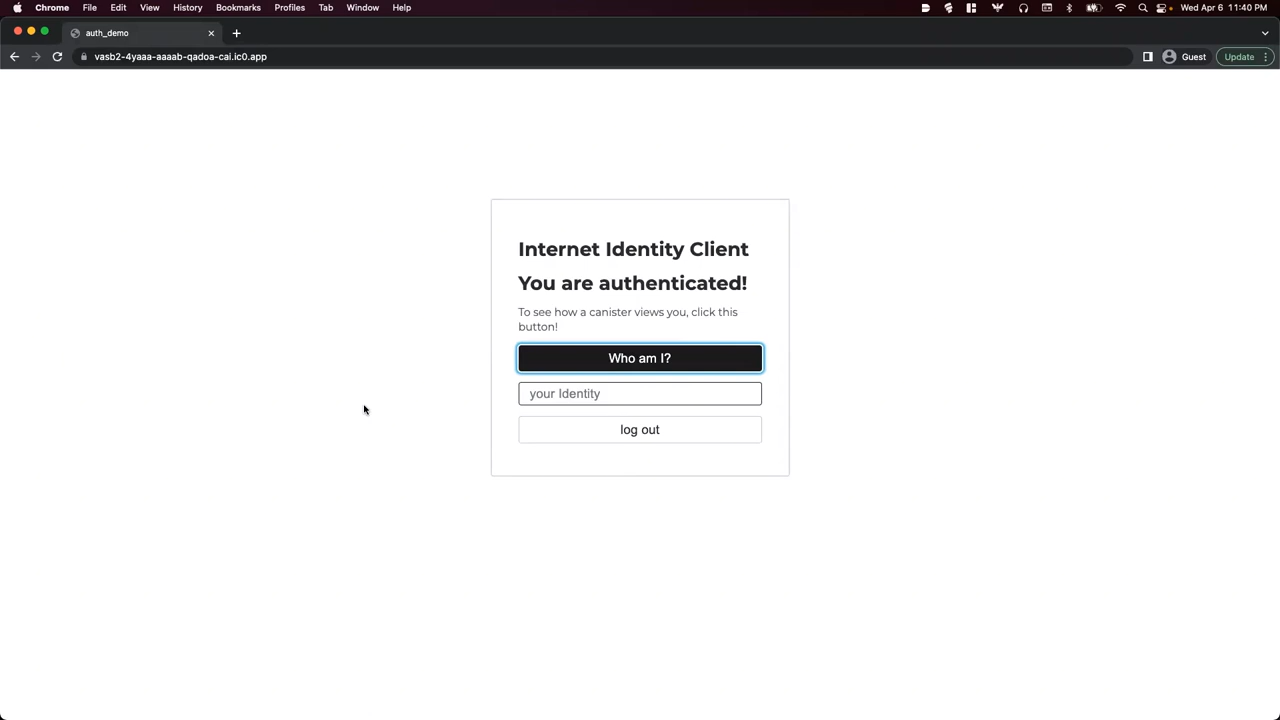 Chrome File Edit View History Bookmarks Profiles Tab Window Help Wed Apr 6 11:40 PM
auth_demo
vasb2-4yaaa-aaaab-qadoa-cai.ic0.app Guest Update
Internet Identity Client
You are authenticated!
To see how a canister views you, click this
button!
Who am I?
your Identity
log out